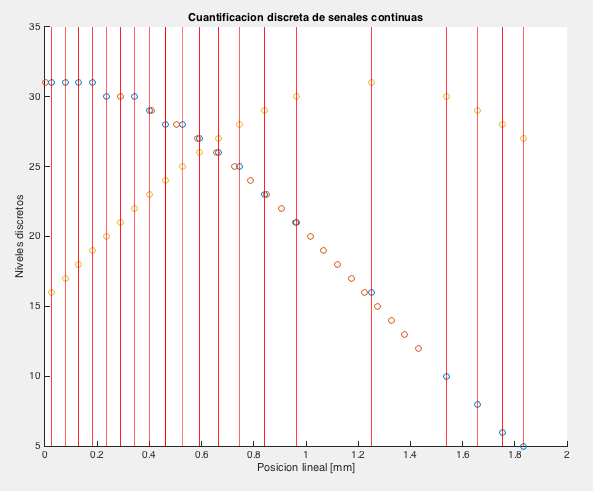 Cuantificacion discreta de senales continuas
Niveles discretos
35
30
25
20
15
10
5
0 0.2 0.4 0.6 0.8 1 1.2 1.4 1.6 1.8 2
Posicion lineal [mm]